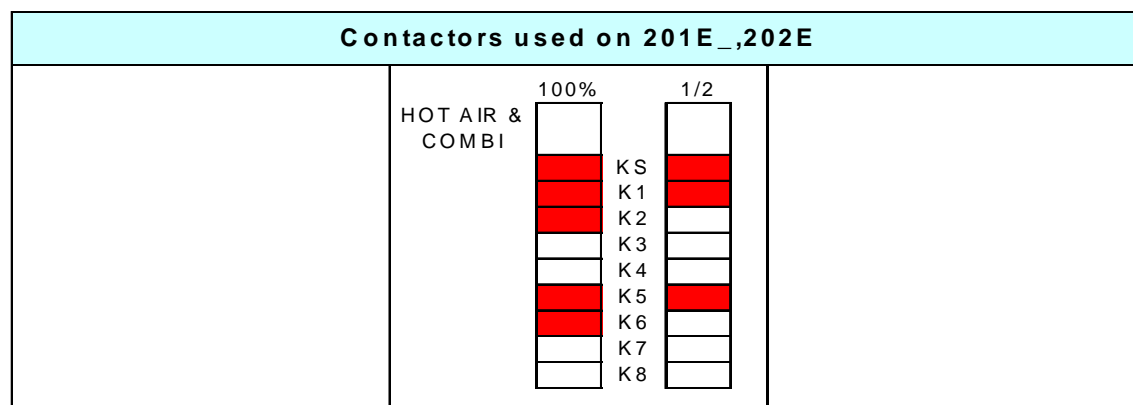 Contactors used on 201E_,202E
100% 1/2
HOT AIR &
COMBI
KS
K1
K2
K3
K4
K5
K6
K7
K8